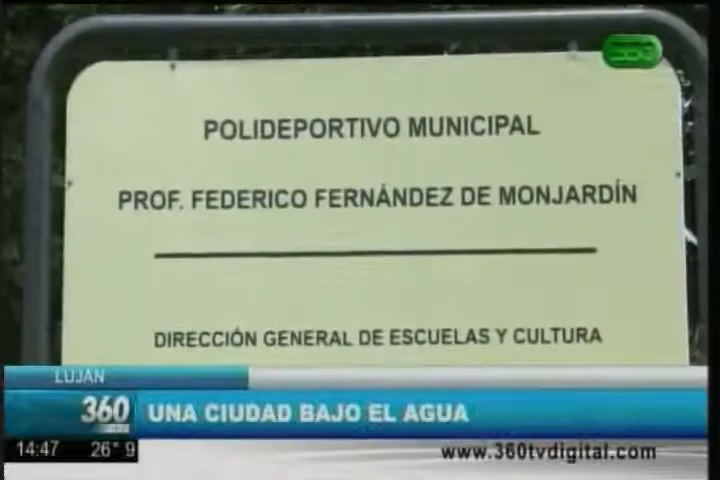 POLIDEPORTIVO MUNICIPAL
PROF. FEDERICO FERNÁNDEZ DE MONJARDÍN
DIRECCIÓN GENERAL DE ESCUELAS Y CULTURA
LUJÁN
360 UNA CIUDAD BAJO EL AGUA
14:47 26° 9
www.360tvdigital.com